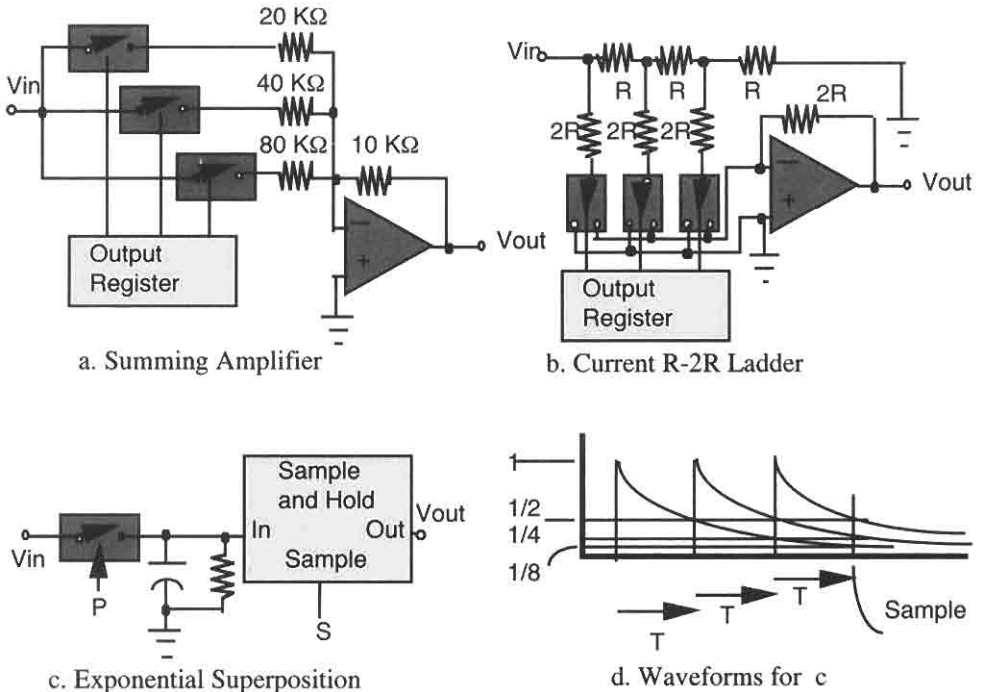 20 KΩ
Vin
40 KΩ
80 KΩ
10 KΩ
−
+
Vout
Output
Register
a. Summing Amplifier
Vin
R
R
R
2R
2R
2R
2R
−
+
Vout
Output
Register
b. Current R-2R Ladder
Sample
and Hold
Vout
In
Out
Vin
Sample
P
S
c. Exponential Superposition
1
1/2
1/4
1/8
T
T
T
Sample
d. Waveforms for c